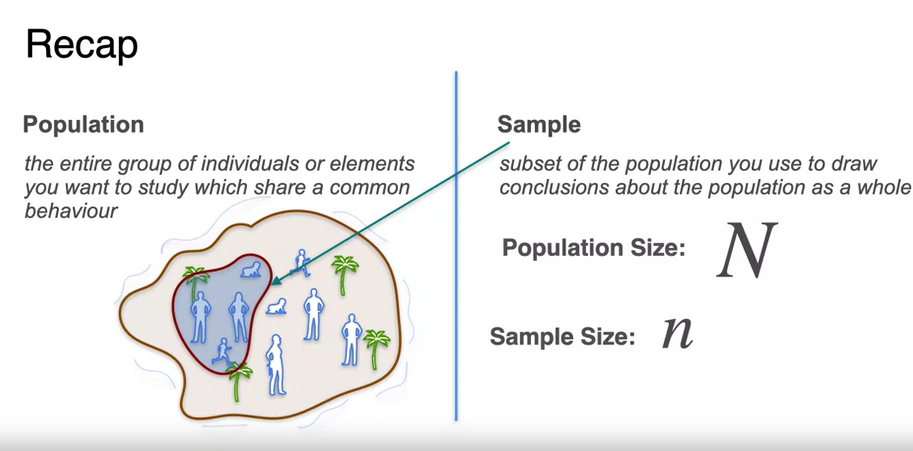 Recap
Population
the entire group of individuals or elements
you want to study which share a common
behaviour
Sample
subset of the population you use to draw
conclusions about the population as a whole
Population Size: N
Sample Size: n